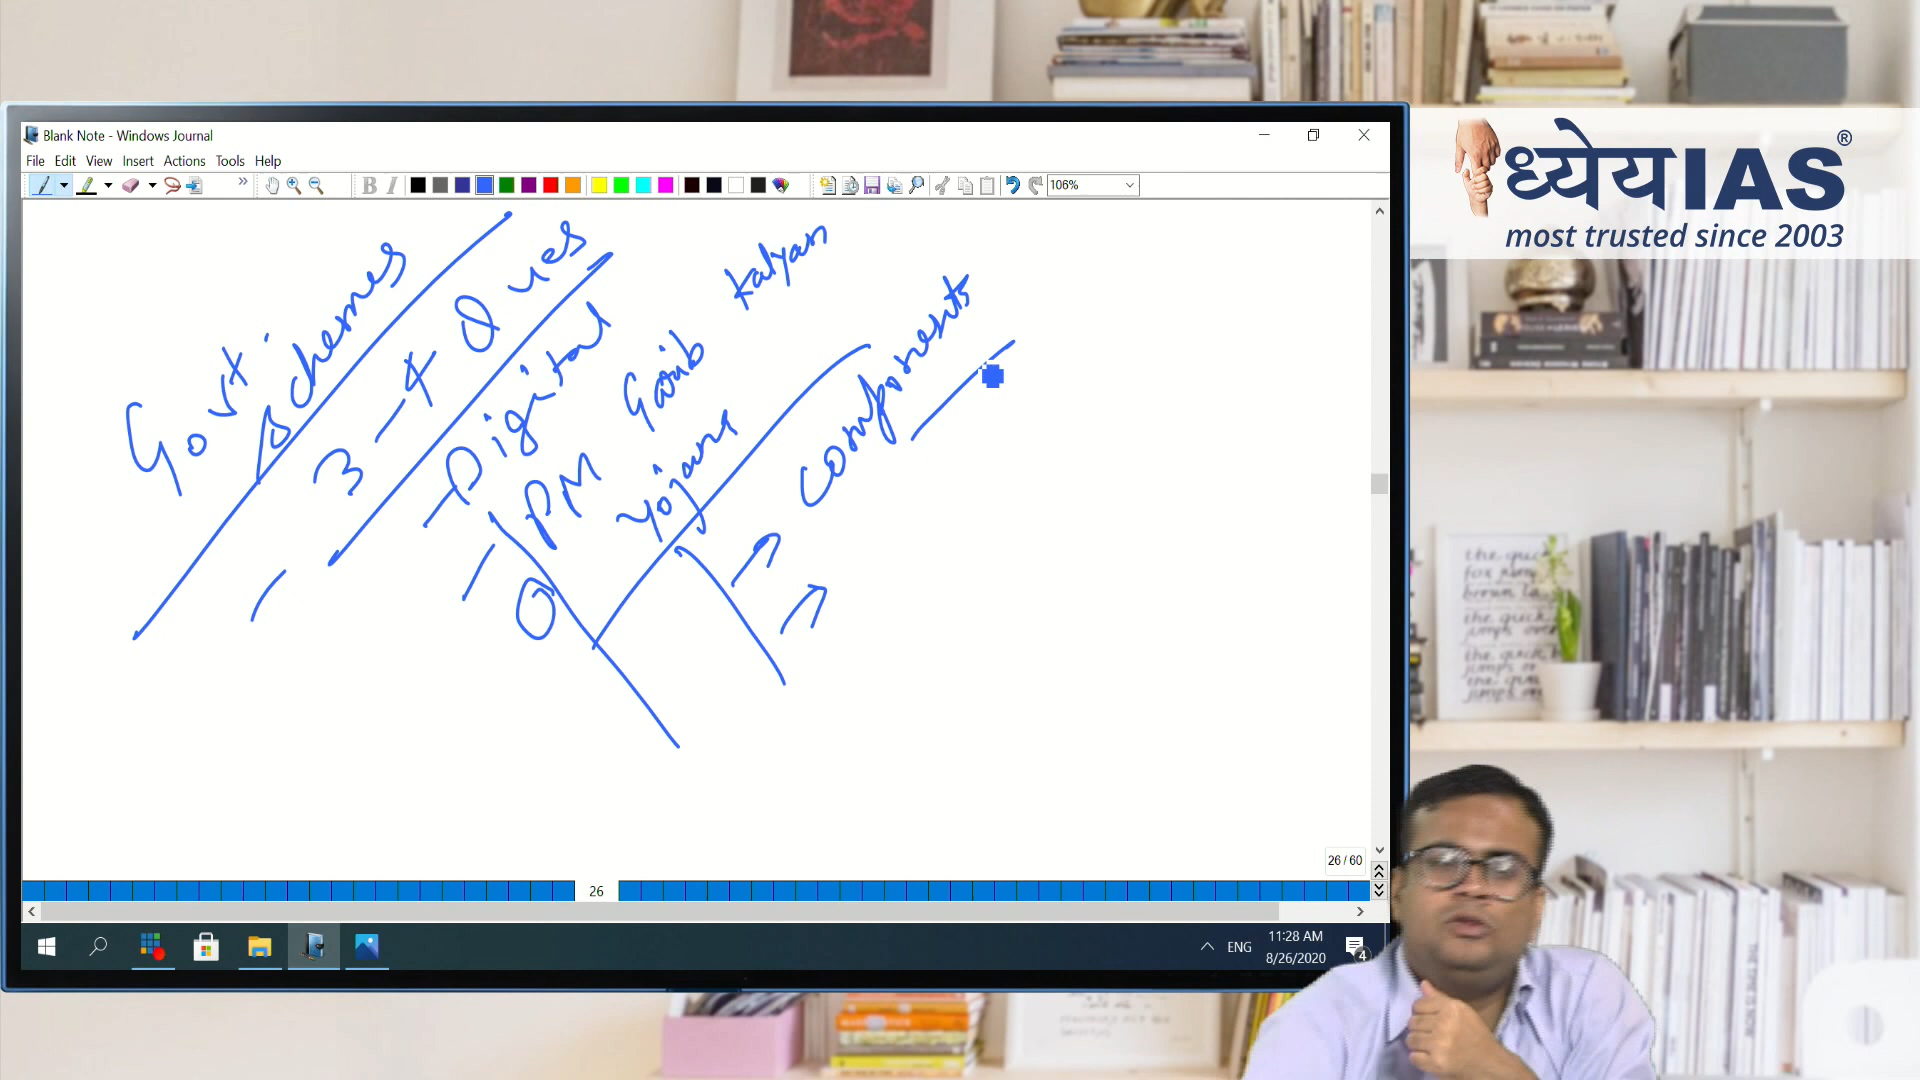 Blank Note - Windows Journal
File Edit View Insert Actions Tools Help
106%
Govt.
schemes
3-4 Ques
- Digital
- PM Garib Kalyan
Yojana
components
26 / 60
26
ENG
11:28 AM
8/26/2020
4
ध्येयIAS®
most trusted since 2003